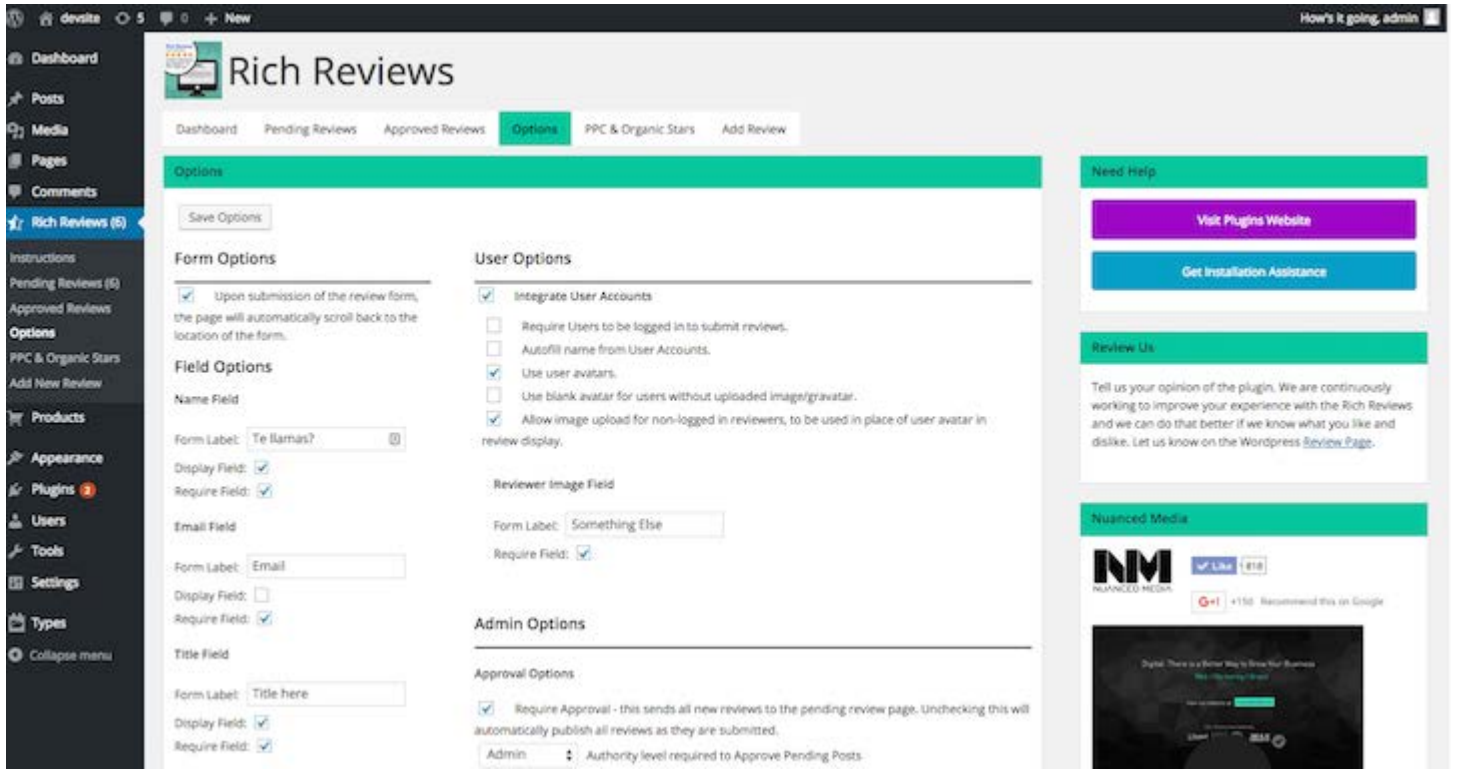 devsite 5 0 + New
How's it going, admin
Dashboard
Posts
Media
Pages
Comments
Rich Reviews (6)
Instructions
Pending Reviews (6)
Approved Reviews
Options
PPC & Organic Stars
Add New Review
Products
Appearance
Plugins 2
Users
Tools
Settings
Types
Collapse menu
Rich Reviews
Dashboard Pending Reviews Approved Reviews Options PPC & Organic Stars Add Review
Options
Save Options
Form Options
Upon submission of the review form,
the page will automatically scroll back to the
location of the form.
Field Options
Name Field
Form Label: Te llamas?
Display Field:
Require Field:
Email Field
Form Label: Email
Display Field:
Require Field:
Title Field
Form Label: Title here
Display Field:
Require Field:
User Options
Integrate User Accounts
Require Users to be logged in to submit reviews.
Autofill name from User Accounts.
Use user avatars.
Use blank avatar for users without uploaded image/gravatar.
Allow image upload for non-logged in reviewers, to be used in place of user avatar in
review display.
Reviewer Image Field
Form Label: Something Else
Require Field:
Admin Options
Approval Options
Require Approval - this sends all new reviews to the pending review page. Unchecking this will
automatically publish all reviews as they are submitted.
Admin Authority level required to Approve Pending Posts
Need Help
Visit Plugins Website
Get Installation Assistance
Review Us
Tell us your opinion of the plugin. We are continuously
working to improve your experience with the Rich Reviews
and we can do that better if we know what you like and
dislike. Let us know on the Wordpress Review Page.
Nuanced Media
NM
NUANCED MEDIA
Like 818
G+1 +150 Recommend this on Google
Digital. There is a Better Way to Grow Your Business